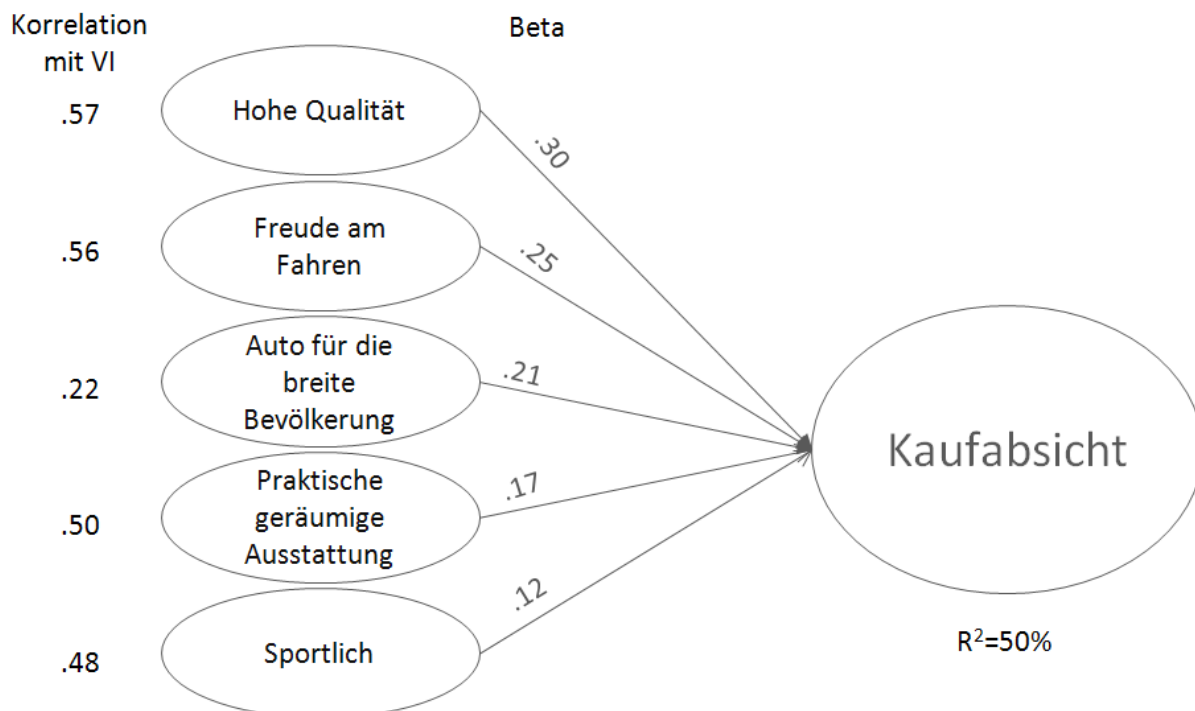 Korrelation
mit VI
Beta
.57
Hohe Qualität
.30
.56
Freude am
Fahren
.25
.22
Auto für die
breite
Bevölkerung
.21
Kaufabsicht
.50
Praktische
geräumige
Ausstattung
.17
.48
Sportlich
.12
R²=50%